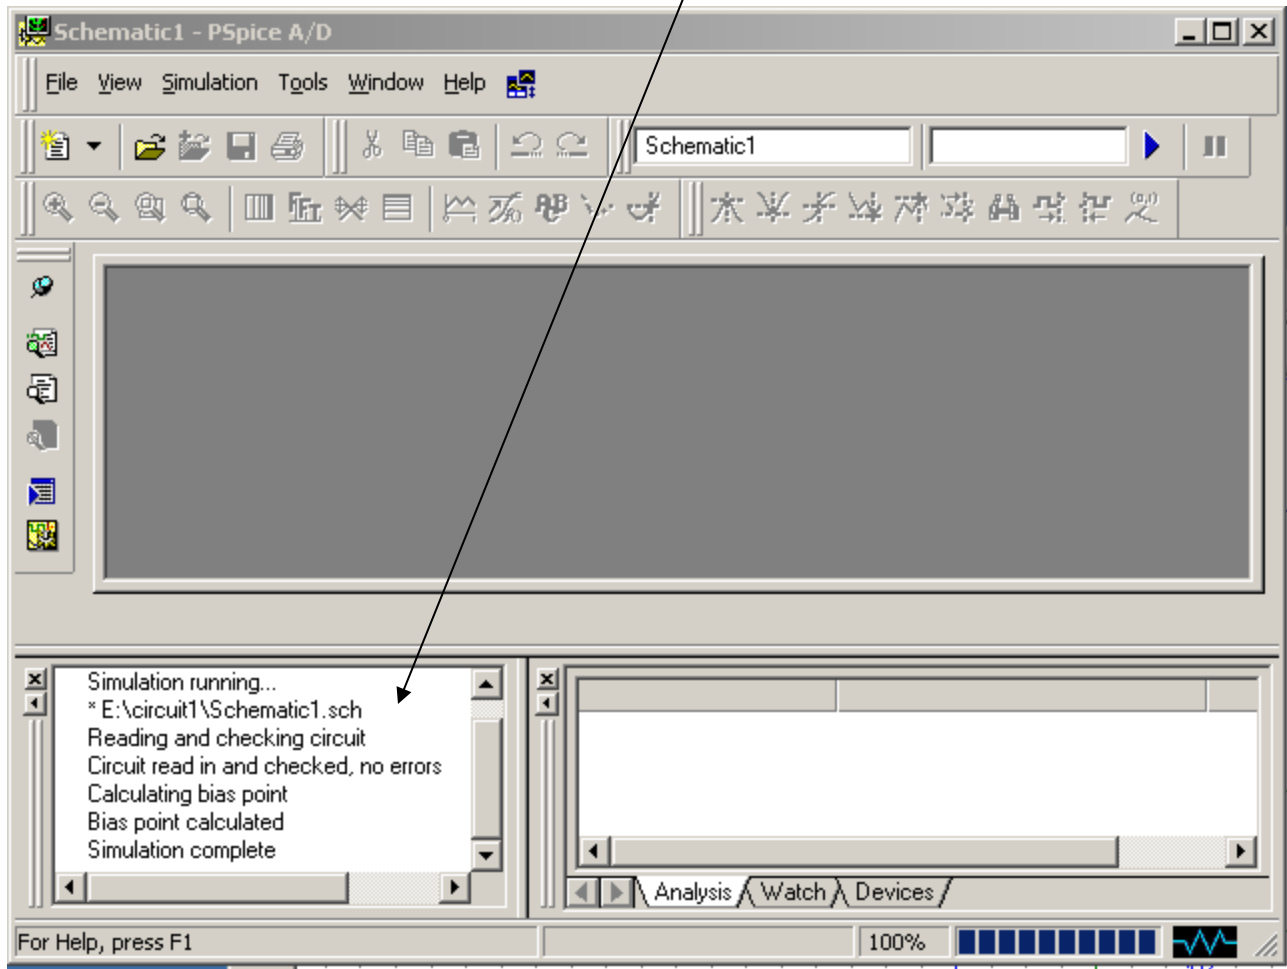 Schematic1 - PSpice A/D
File View Simulation Tools Window Help
Schematic1
Simulation running...
* E:\circuit1\Schematic1.sch
Reading and checking circuit
Circuit read in and checked, no errors
Calculating bias point
Bias point calculated
Simulation complete
Analysis Watch Devices
For Help, press F1
100%